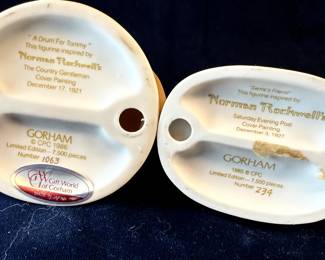 "A Drum For Tommy"
This figurine inspired by
Norman Rockwell's
The Country Gentleman
Cover Painting
December 17, 1921
GORHAM
© CPC 1986
Limited Edition - 7,500 pieces
Number 1063
Gift World
of Gorham
"Santa's Friend"
This figurine inspired by
Norman Rockwell's
Saturday Evening Post
Cover Painting
December 3, 1927
GORHAM
1985 © CPC
Limited Edition - 7,500 pieces
Number 234